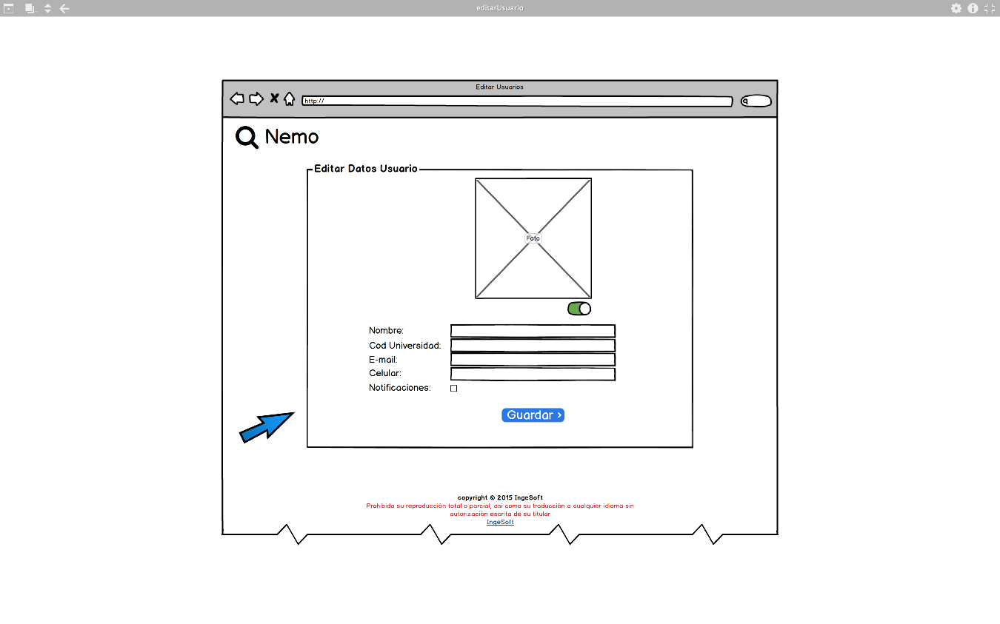 editarUsuario
Editar Usuarios
http://
Nemo
Editar Datos Usuario
Foto
Nombre:
Cod Universidad:
E-mail:
Celular:
Notificaciones:
Guardar >
copyright © 2015 IngeSoft
Prohibida su reproducción total o parcial, asi como su traducción a cualquier idioma sin
autorización escrita de su titular
IngeSoft